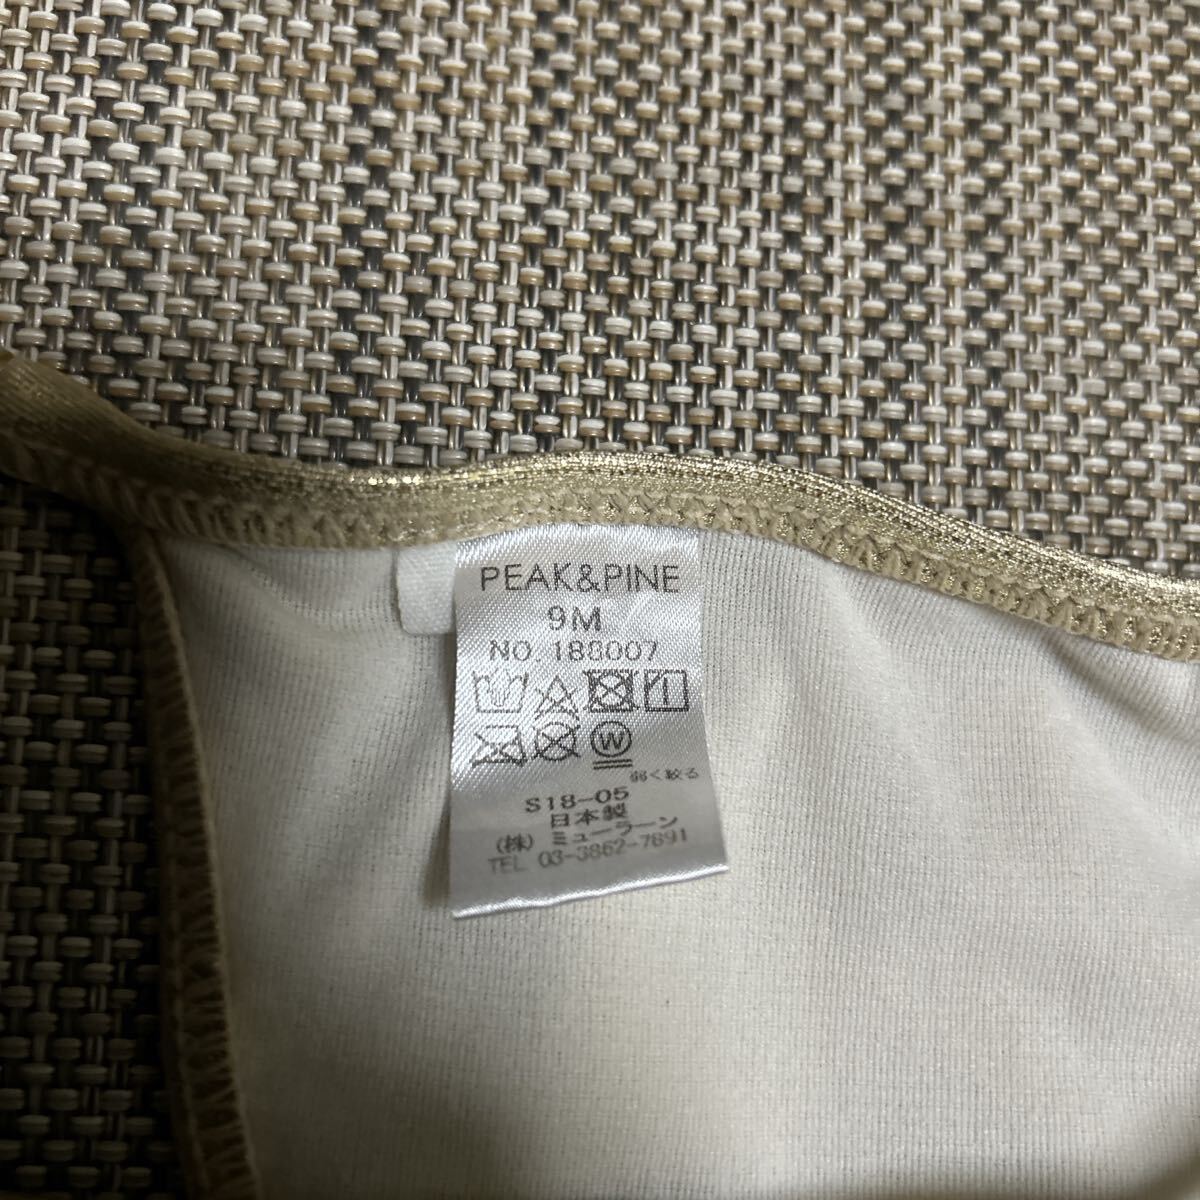 PEAK&PINE
9M
NO.188007
W
弱く絞る
S18-05
日本製
(株)ミューラーン
TEL 03-3862-7891